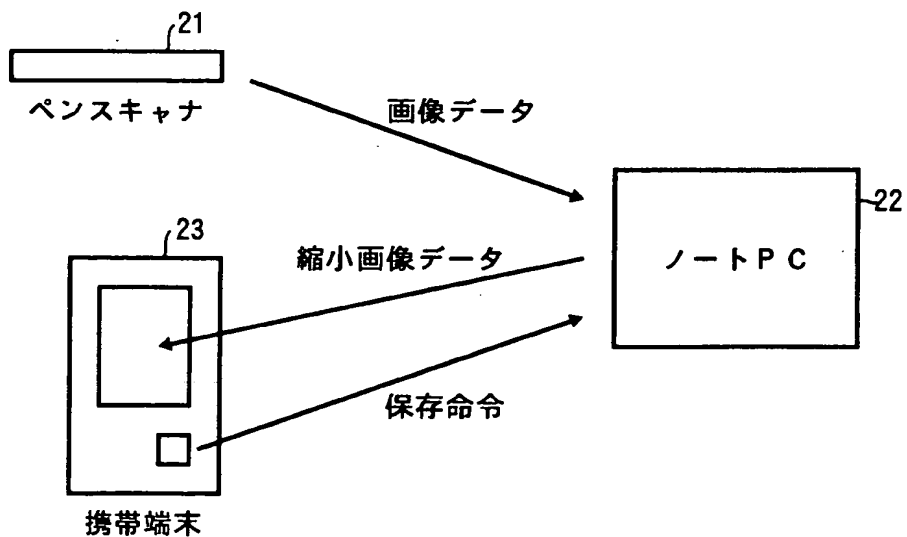 21
ペンスキャナ
画像データ
22
ノートPC
23
縮小画像データ
保存命令
携帯端末